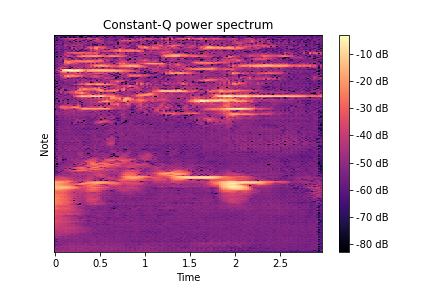 Constant-Q power spectrum
Note
-10 dB
-20 dB
-30 dB
-40 dB
-50 dB
-60 dB
-70 dB
-80 dB
0 0.5 1 1.5 2 2.5
Time